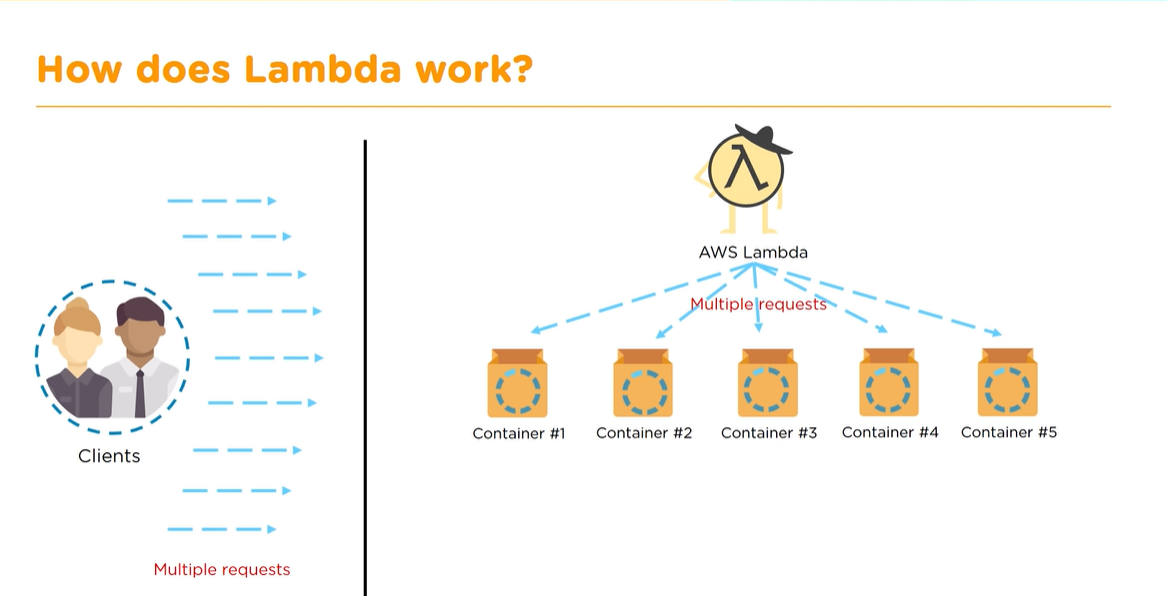 How does Lambda work?
λ
AWS Lambda
Multiple requests
Container #1
Container #2
Container #3
Container #4
Container #5
Clients
Multiple requests